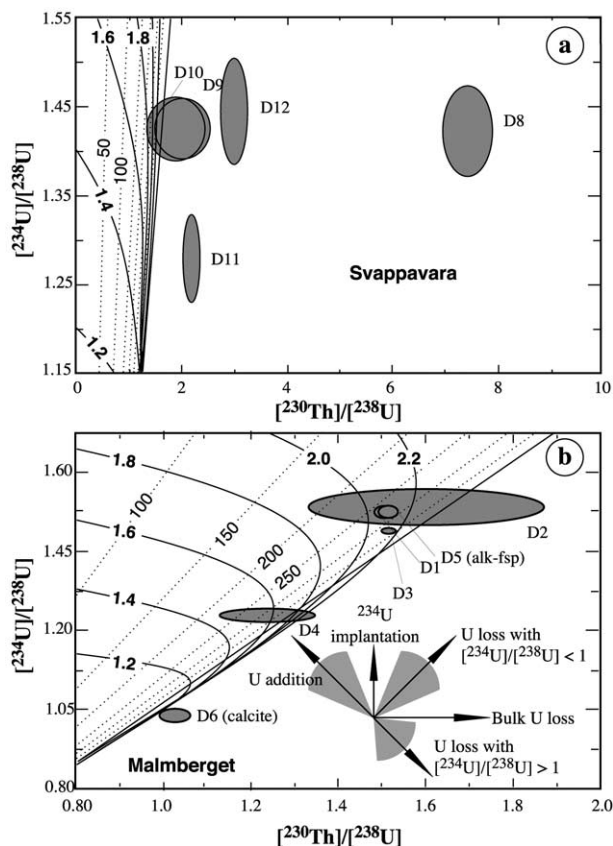 1.55
1.6
1.8
a
D10
D9
D12
D8
1.45
50
100
1.35
[²³⁴U]/[²³⁸U]
1.4
D11
1.25
Svappavara
1.2
1.15
0
2
4
6
8
10
[²³⁰Th]/[²³⁸U]
1.8
2.0
2.2
b
1.60
100
1.6
150
D2
1.45
200
D5 (alk-fsp)
250
D1
D3
[²³⁴U]/[²³⁸U]
1.4
²³⁴U
1.20
D4
implantation
U loss with
[²³⁴U]/[²³⁸U] < 1
1.2
U addition
1.05
D6 (calcite)
Bulk U loss
Malmberget
U loss with
[²³⁴U]/[²³⁸U] > 1
0.80
0.80
1.0
1.2
1.4
1.6
1.8
2.0
[²³⁰Th]/[²³⁸U]